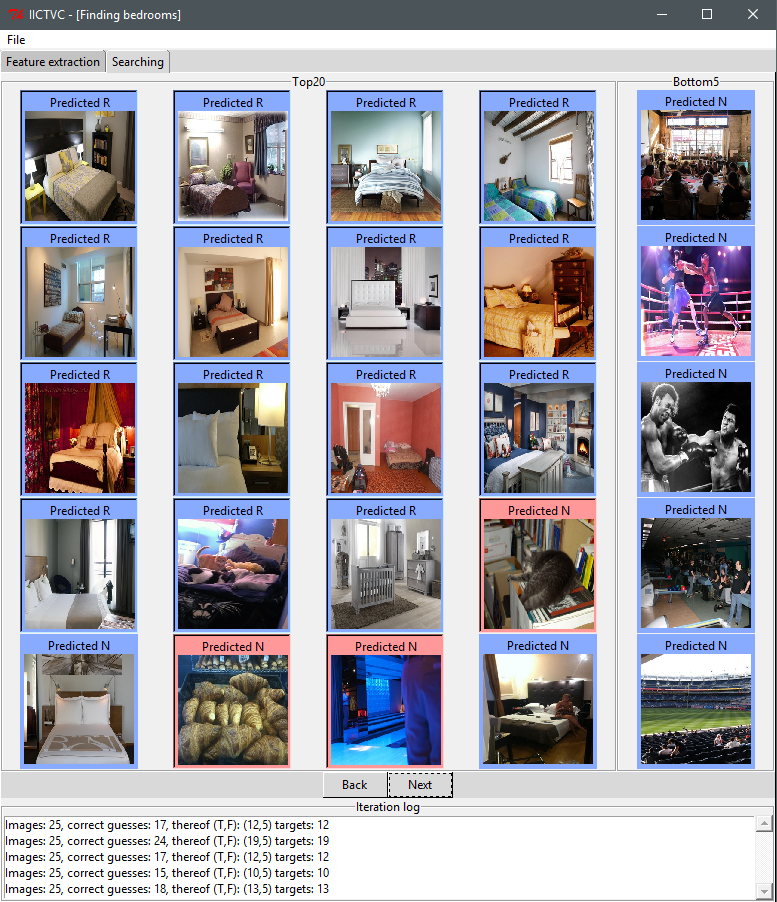 76 IICTVC - [Finding bedrooms]
File
Feature extraction Searching
Top20 Bottom5
Predicted R Predicted R Predicted R Predicted R Predicted N
Predicted R Predicted R Predicted R Predicted R Predicted N
Predicted R Predicted R Predicted R Predicted R Predicted N
Predicted R Predicted R Predicted R Predicted N Predicted N
Predicted N Predicted N Predicted N Predicted N Predicted N
Back Next
Iteration log
Images: 25, correct guesses: 17, thereof (T,F): (12,5) targets: 12
Images: 25, correct guesses: 24, thereof (T,F): (19,5) targets: 19
Images: 25, correct guesses: 17, thereof (T,F): (12,5) targets: 12
Images: 25, correct guesses: 15, thereof (T,F): (10,5) targets: 10
Images: 25, correct guesses: 18, thereof (T,F): (13,5) targets: 13